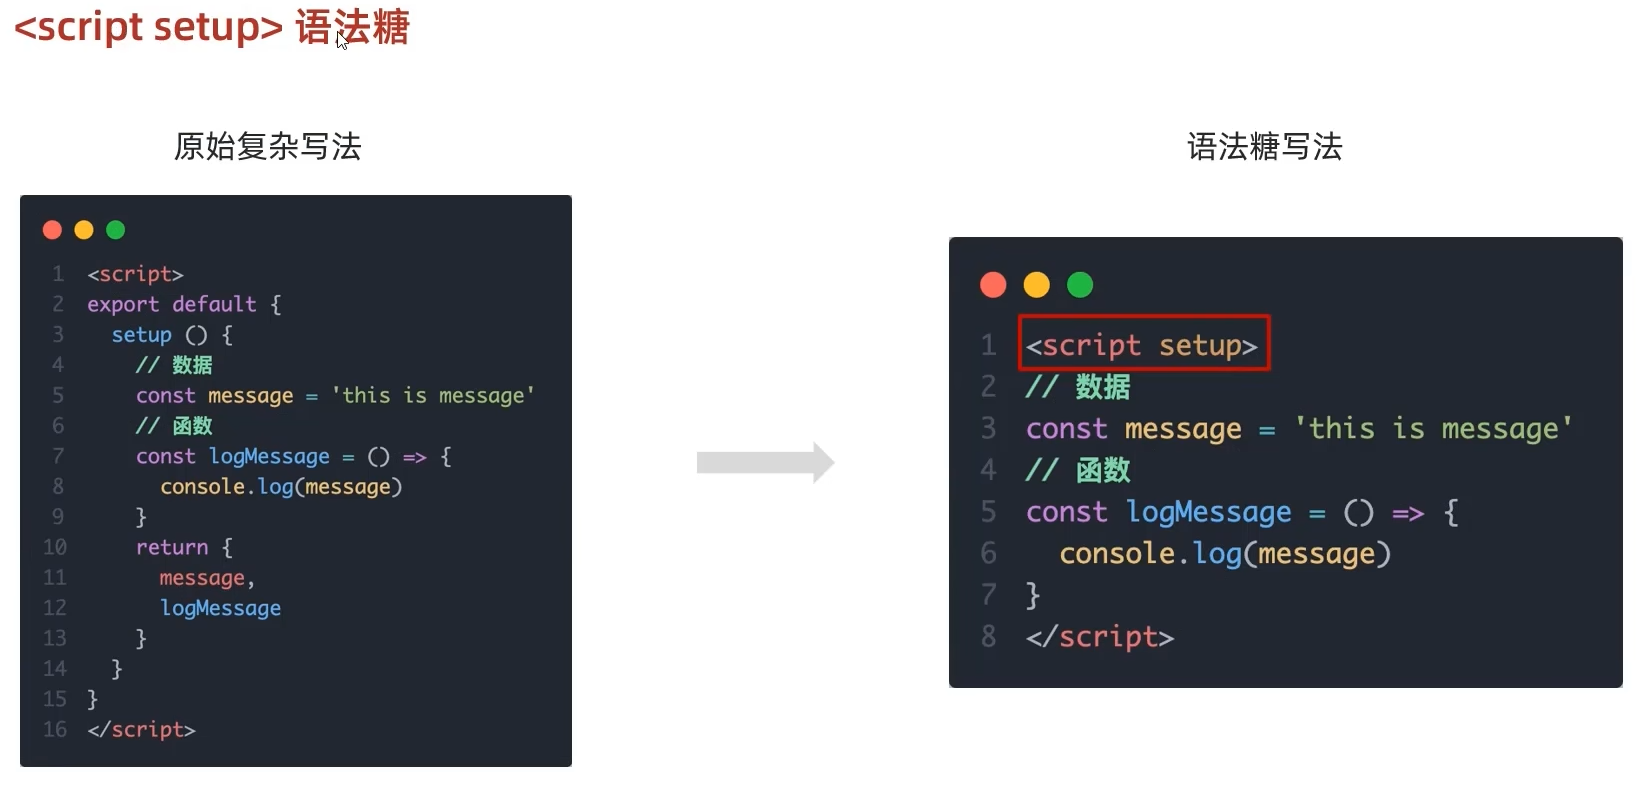 <script setup> 语法糖
原始复杂写法
1 <script>
2 export default {
3   setup () {
4     // 数据
5     const message = 'this is message'
6     // 函数
7     const logMessage = () => {
8       console.log(message)
9     }
10     return {
11       message,
12       logMessage
13     }
14   }
15 }
16 </script>
语法糖写法
1 <script setup>
2 // 数据
3 const message = 'this is message'
4 // 函数
5 const logMessage = () => {
6   console.log(message)
7 }
8 </script>